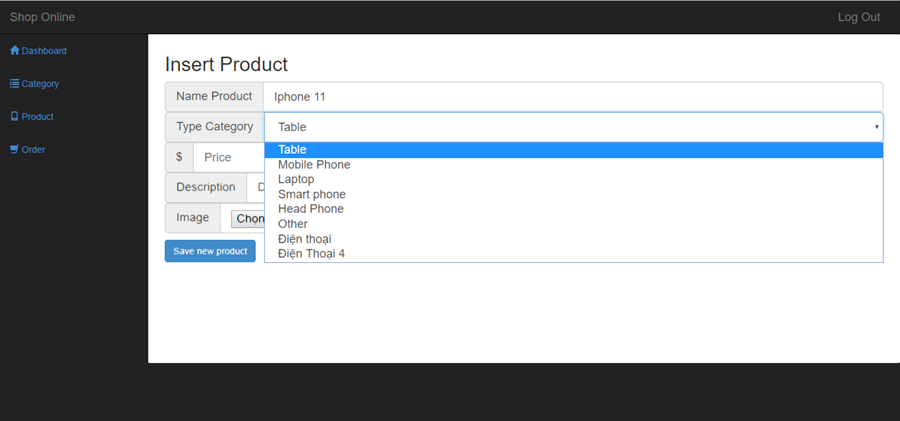 Shop Online
Log Out
Dashboard
Category
Product
Order
Insert Product
Name Product Iphone 11
Type Category Table
Table
Mobile Phone
Laptop
Smart phone
Head Phone
Other
Điện thoại
Điện Thoại 4
$ Price
Description
Image Chọn
Save new product